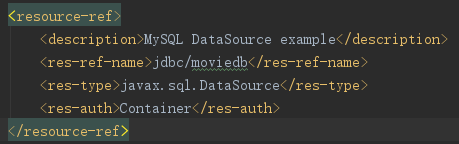 <resource-ref>
<description>MySQL DataSource example</description>
<res-ref-name>jdbc/moviedb</res-ref-name>
<res-type>javax.sql.DataSource</res-type>
<res-auth>Container</res-auth>
</resource-ref>